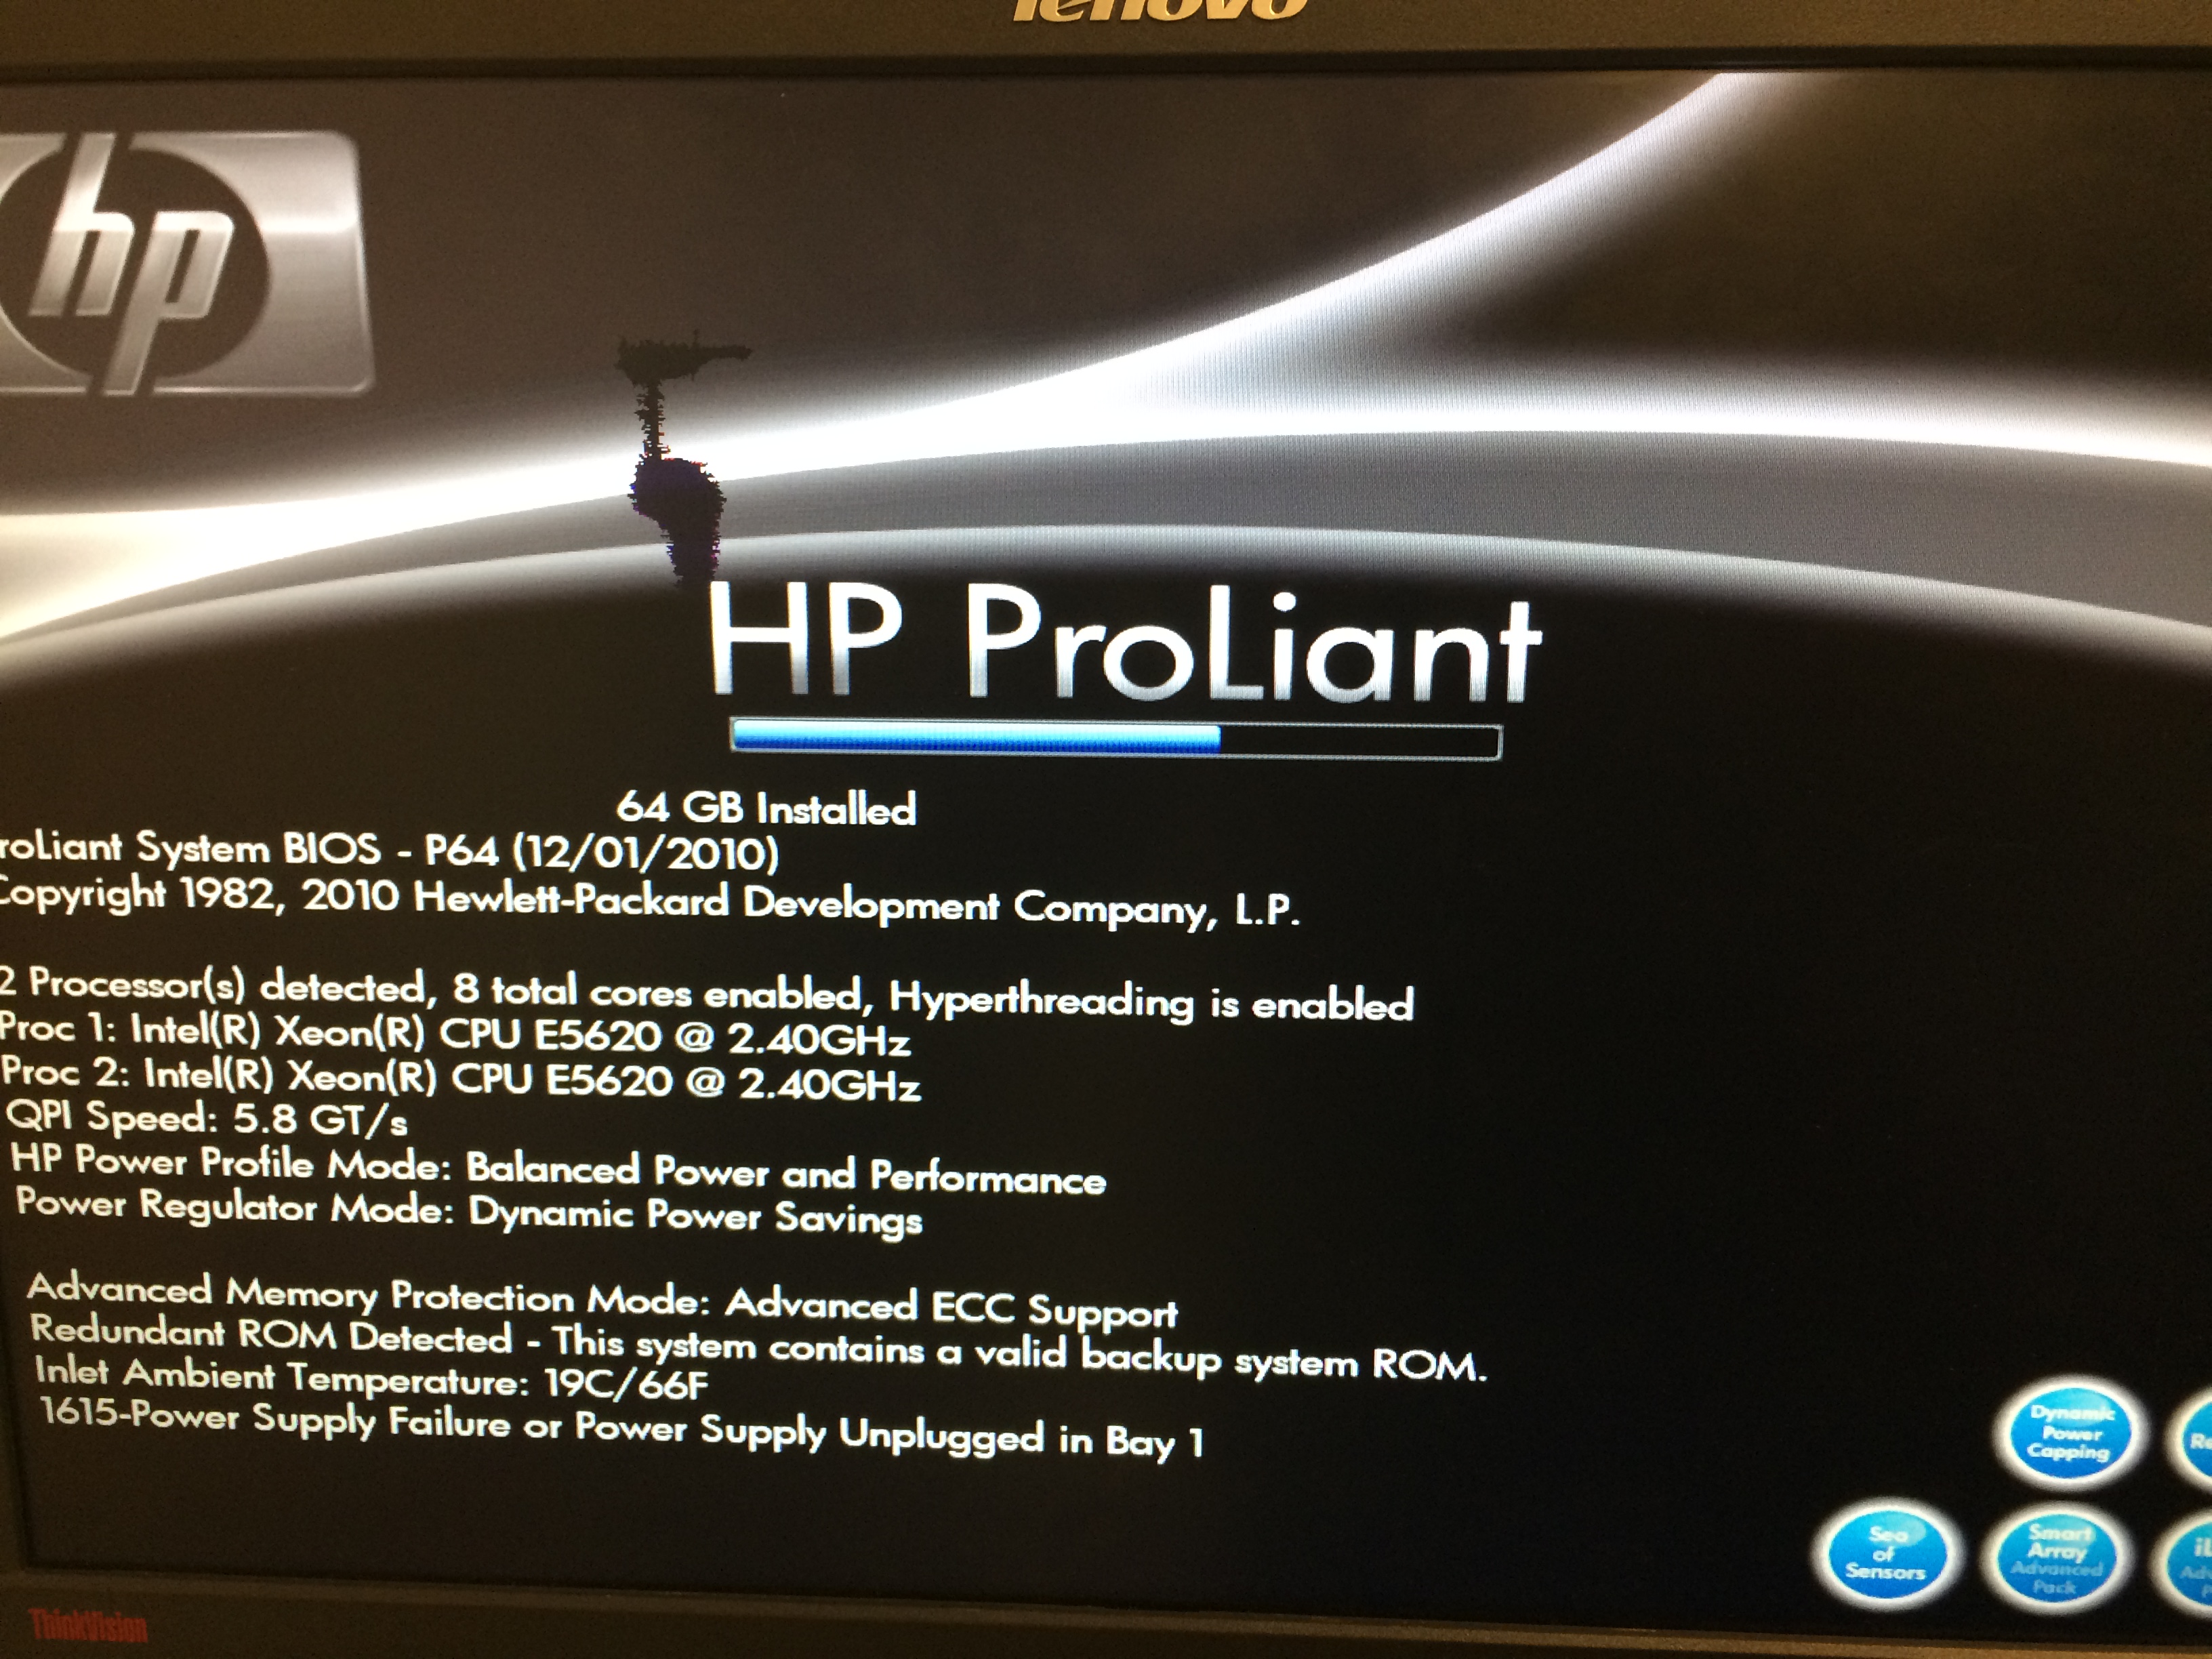 lenovo
hp
HP ProLiant
64 GB Installed
roLiant System BIOS - P64 (12/01/2010)
Copyright 1982, 2010 Hewlett-Packard Development Company, L.P.
2 Processor(s) detected, 8 total cores enabled, Hyperthreading is enabled
Proc 1: Intel(R) Xeon(R) CPU E5620 @ 2.40GHz
Proc 2: Intel(R) Xeon(R) CPU E5620 @ 2.40GHz
QPI Speed: 5.8 GT/s
HP Power Profile Mode: Balanced Power and Performance
Power Regulator Mode: Dynamic Power Savings
Advanced Memory Protection Mode: Advanced ECC Support
Redundant ROM Detected - This system contains a valid backup system ROM.
Inlet Ambient Temperature: 19C/66F
1615-Power Supply Failure or Power Supply Unplugged in Bay 1
Dynamic
Power
Capping
Sea
of
Sensors
Smart
Array
Advanced
Pack
ThinkVision